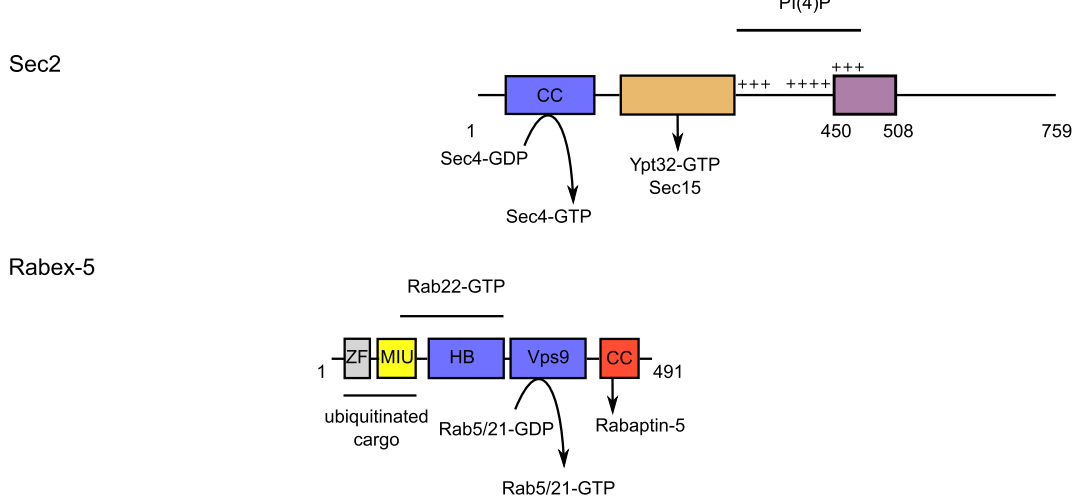 PI(4)P
Sec2
+++
CC
+++ ++++
1
450 508
759
Sec4-GDP
Ypt32-GTP
Sec15
Sec4-GTP
Rabex-5
Rab22-GTP
ZF MIU HB Vps9 CC
1
491
ubiquitinated
cargo
Rab5/21-GDP
Rabaptin-5
Rab5/21-GTP